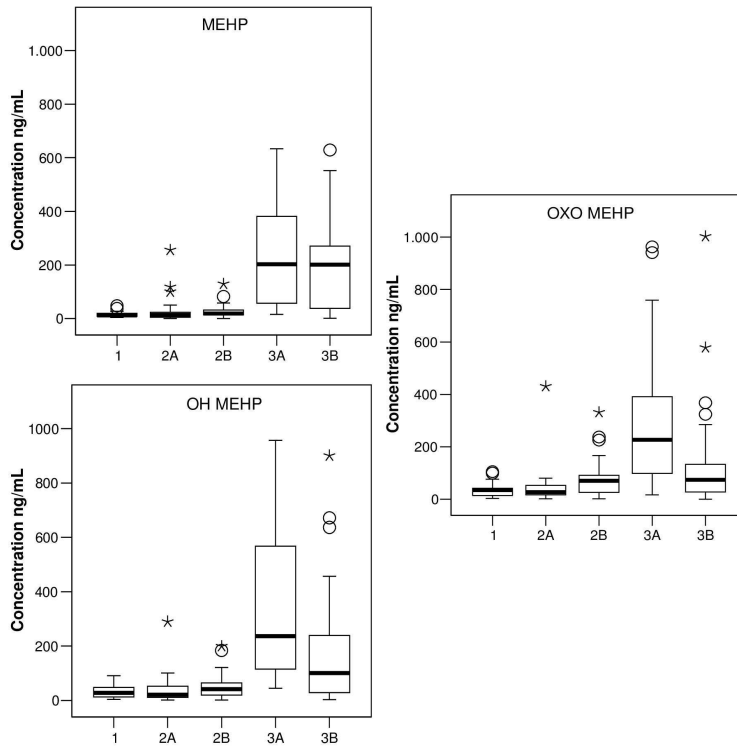 MEHP
Concentration ng/mL
1.000
800
600
400
200
0
1 2A 2B 3A 3B
OH MEHP
Concentration ng/mL
1000
800
600
400
200
0
1 2A 2B 3A 3B
OXO MEHP
Concentration ng/mL
1.000
800
600
400
200
0
1 2A 2B 3A 3B